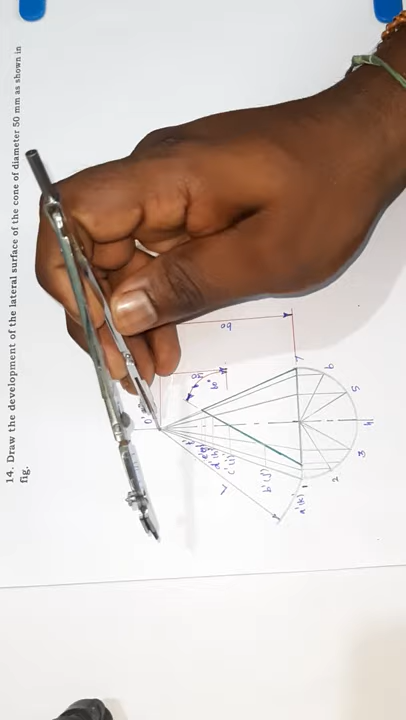 14. Draw the development of the lateral surface of the cone of diameter 50 mm as shown in
fig.
O'
60
60°
c'(i')
b'(j')
a'(k')
1
2
3
4
5
6
7